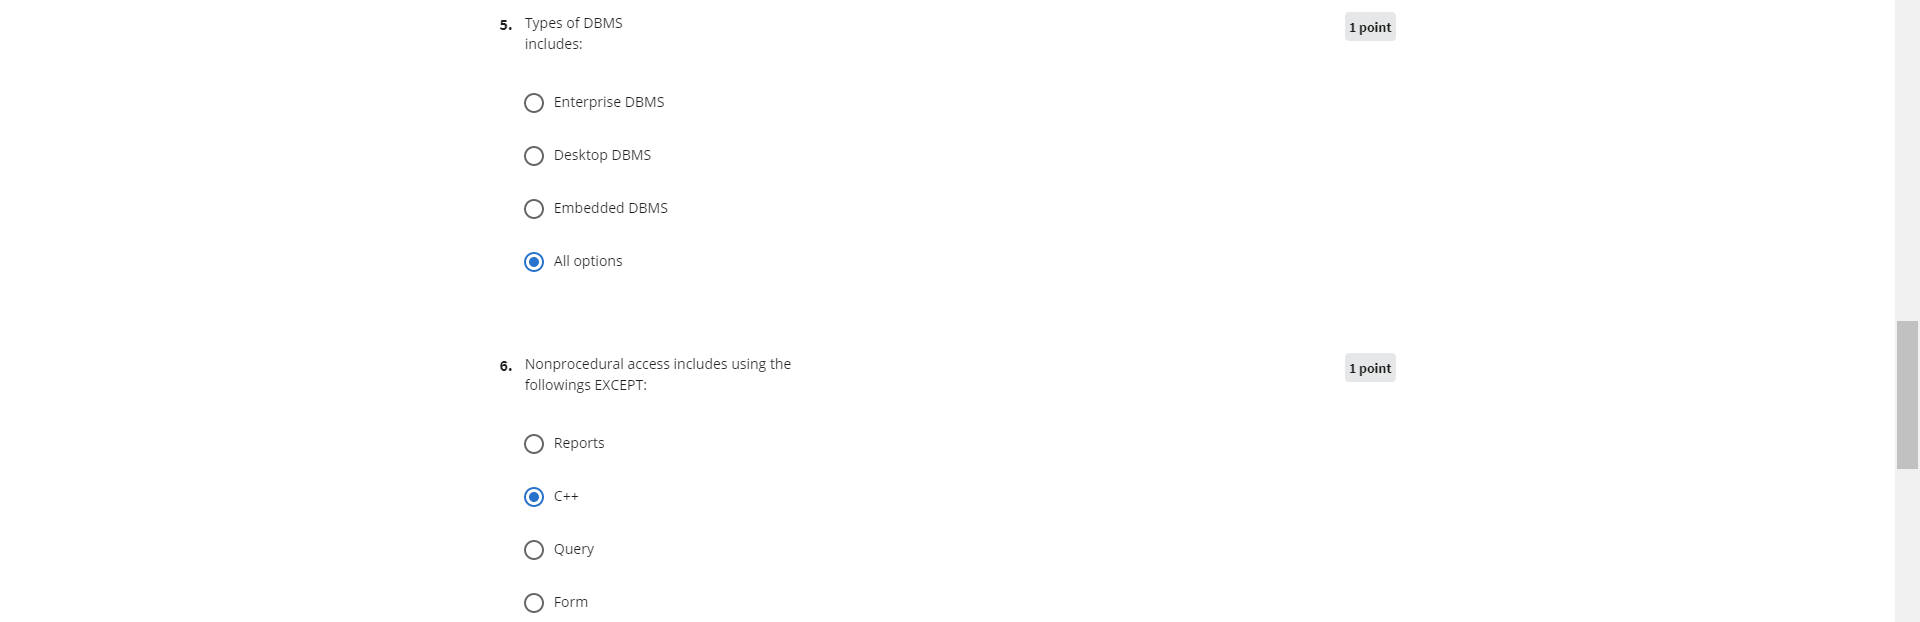 5. Types of DBMS
includes:
1 point
Enterprise DBMS
Desktop DBMS
Embedded DBMS
All options
6. Nonprocedural access includes using the
followings EXCEPT:
1 point
Reports
C++
Query
Form